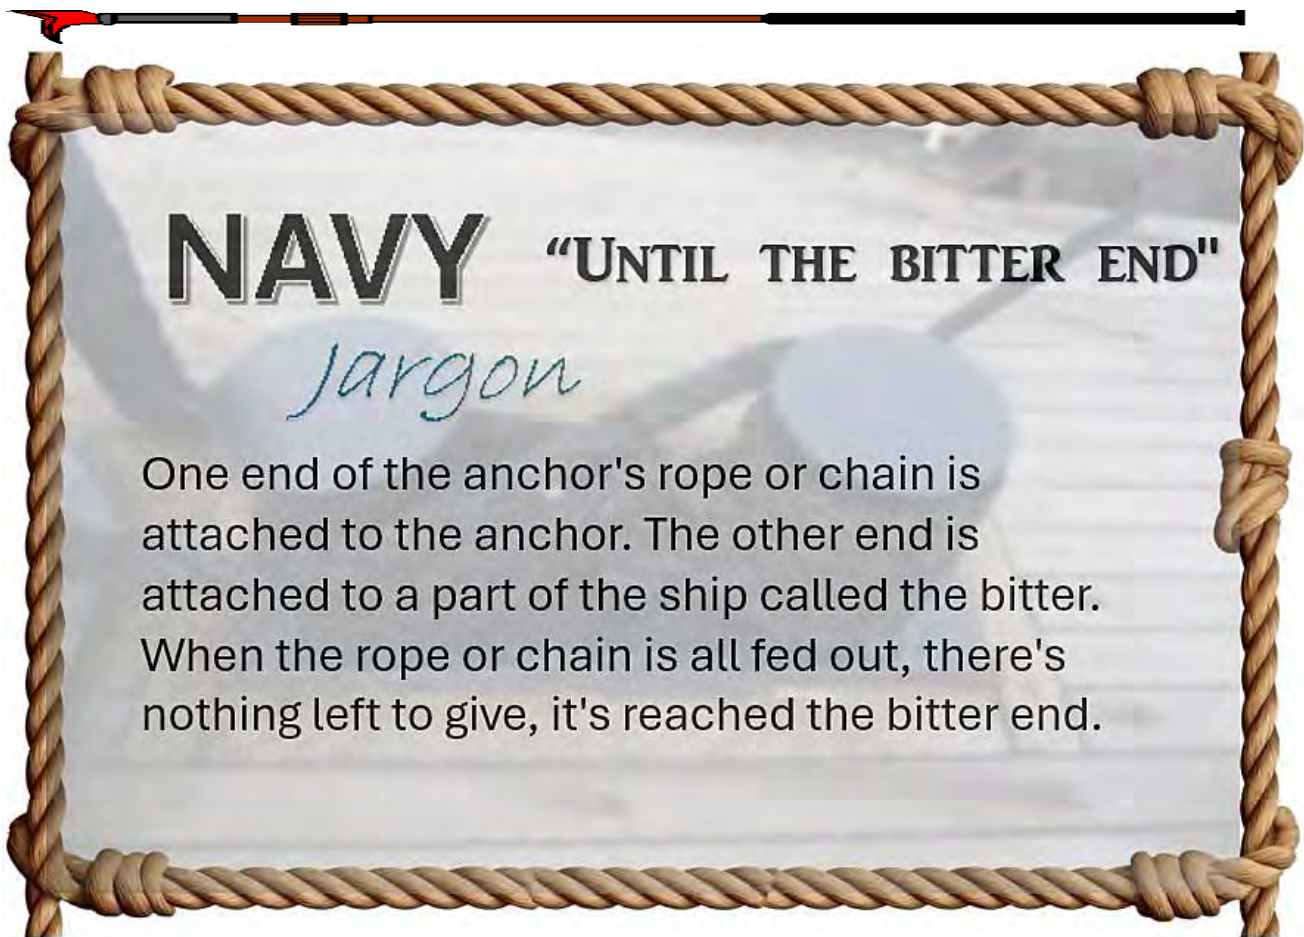 NAVY “UNTIL THE BITTER END"
Jargon
One end of the anchor's rope or chain is
attached to the anchor. The other end is
attached to a part of the ship called the bitter.
When the rope or chain is all fed out, there's
nothing left to give, it's reached the bitter end.